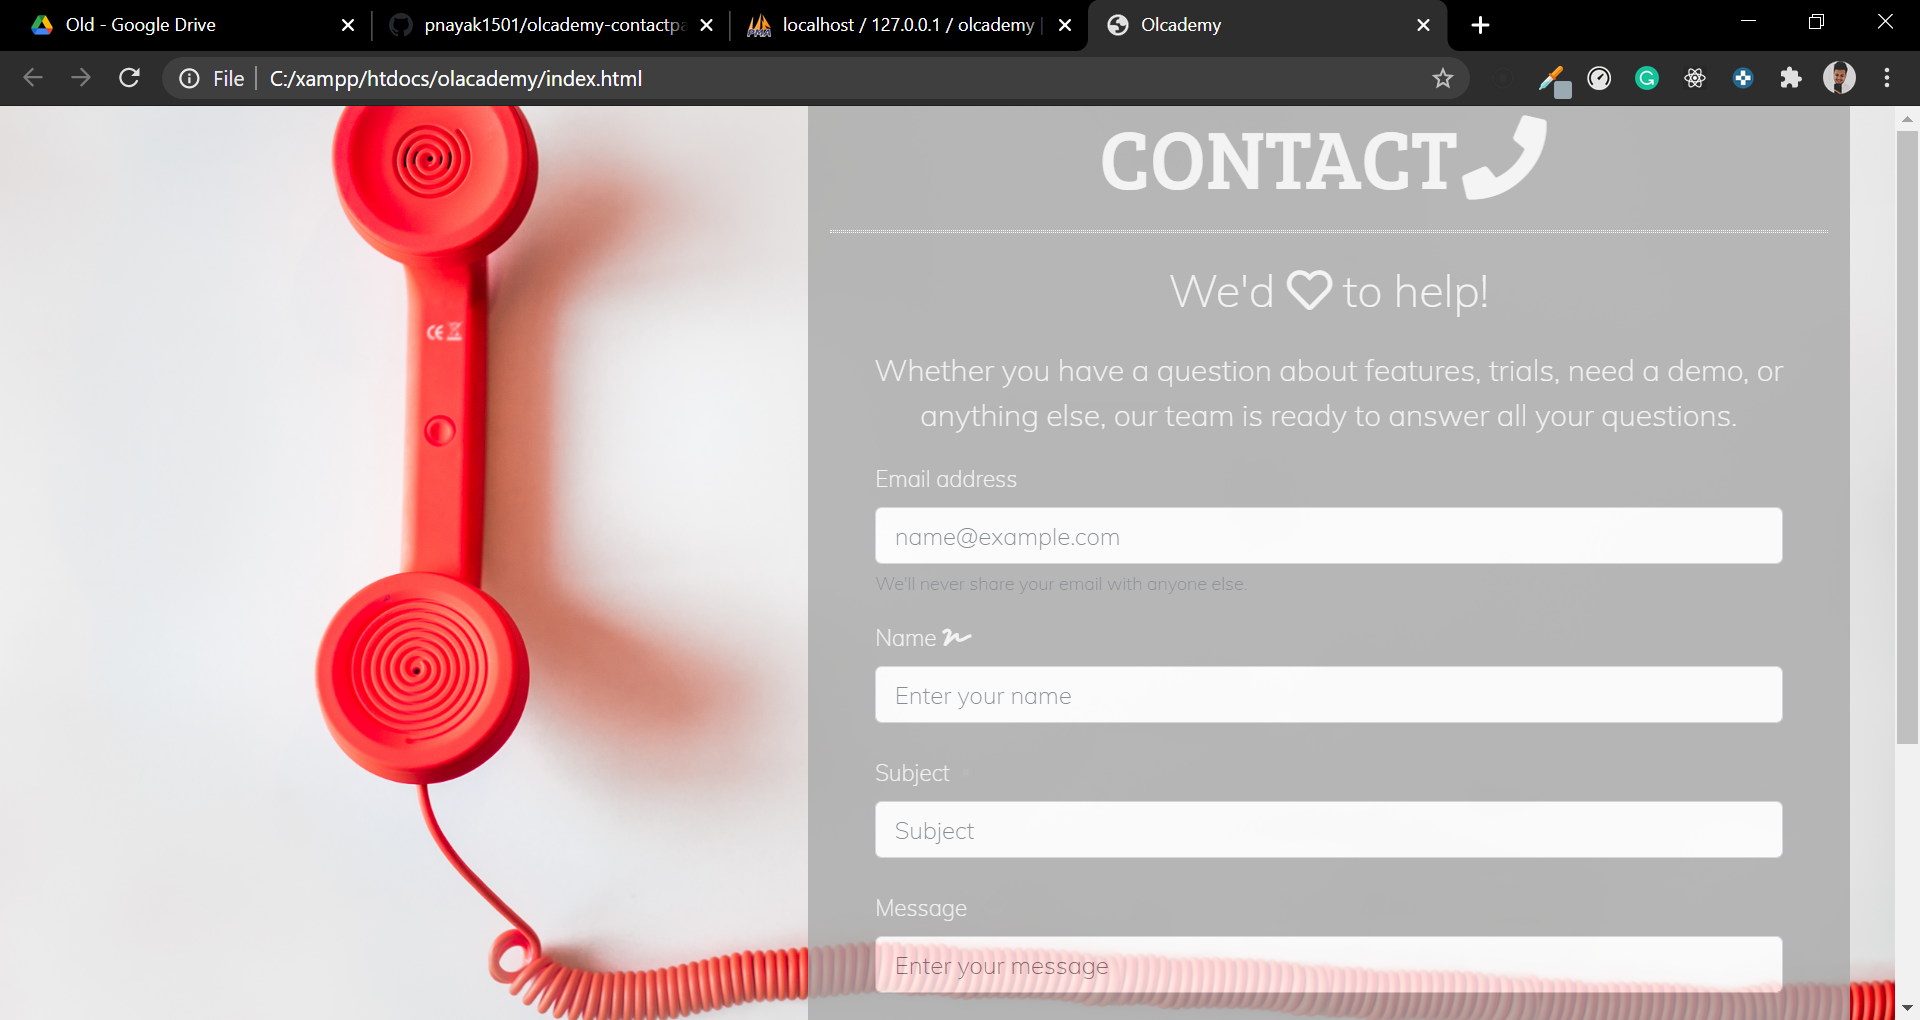 Old - Google Drive
pnayak1501/olcademy-contactpa
localhost / 127.0.0.1 / olcademy |
Olcademy
File
C:/xampp/htdocs/olacademy/index.html
CONTACT
We'd to help!
Whether you have a question about features, trials, need a demo, or
anything else, our team is ready to answer all your questions.
Email address
name@example.com
We'll never share your email with anyone else.
Name
Enter your name
Subject
Subject
Message
Enter your message
CE
PMA
G